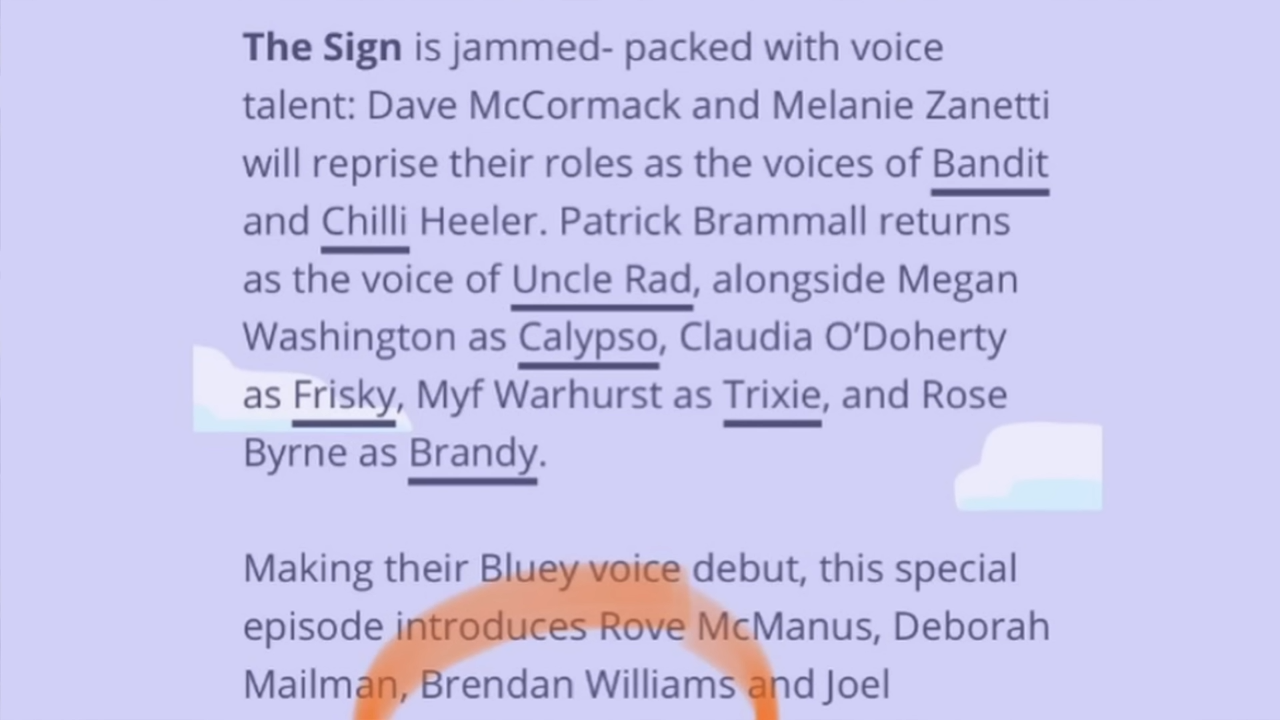 The Sign is jammed- packed with voice
talent: Dave McCormack and Melanie Zanetti
will reprise their roles as the voices of Bandit
and Chilli Heeler. Patrick Brammall returns
as the voice of Uncle Rad, alongside Megan
Washington as Calypso, Claudia O’Doherty
as Frisky, Myf Warhurst as Trixie, and Rose
Byrne as Brandy.
Making their Bluey voice debut, this special
episode introduces Rove McManus, Deborah
Mailman, Brendan Williams and Joel